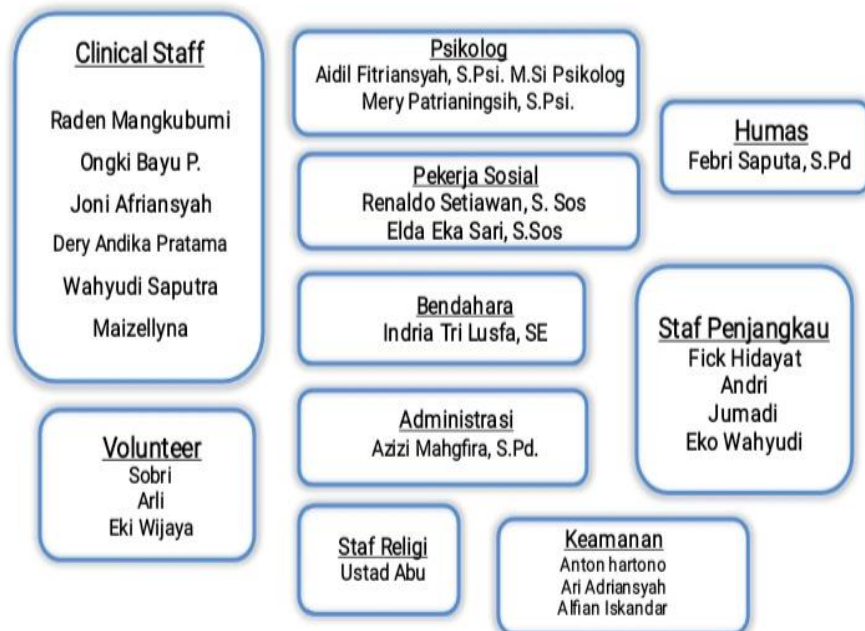 Clinical Staff
Raden Mangkubumi
Ongki Bayu P.
Joni Afriansyah
Dery Andika Pratama
Wahyudi Saputra
Maizellyna
Volunteer
Sobri
Arli
Eki Wijaya
Psikolog
Aidil Fitriansyah, S.Psi. M.Si Psikolog
Mery Patrianingsih, S.Psi.
Pekerja Sosial
Renaldo Setiawan, S. Sos
Elda Eka Sari, S.Sos
Bendahara
Indria Tri Lusfa, SE
Administrasi
Azizi Mahgfira, S.Pd.
Staf Religi
Ustad Abu
Humas
Febri Saputa, S.Pd
Staf Penjangkau
Fick Hidayat
Andri
Jumadi
Eko Wahyudi
Keamanan
Anton hartono
Ari Adriansyah
Alfian Iskandar